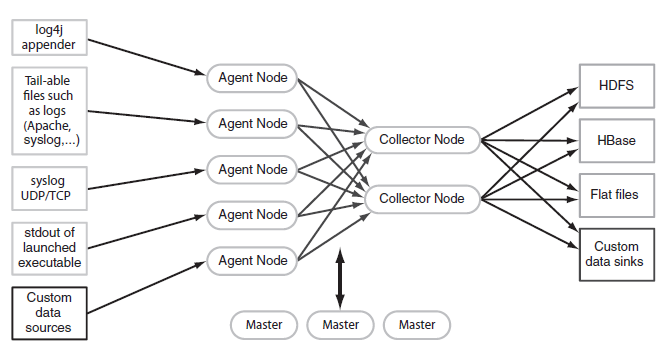 log4j
appender
Tail-able
files such
as logs
(Apache,
syslog,...)
syslog
UDP/TCP
stdout of
launched
executable
Custom
data
sources
Agent Node
Agent Node
Agent Node
Agent Node
Agent Node
Collector Node
Collector Node
HDFS
HBase
Flat files
Custom
data sinks
Master
Master
Master